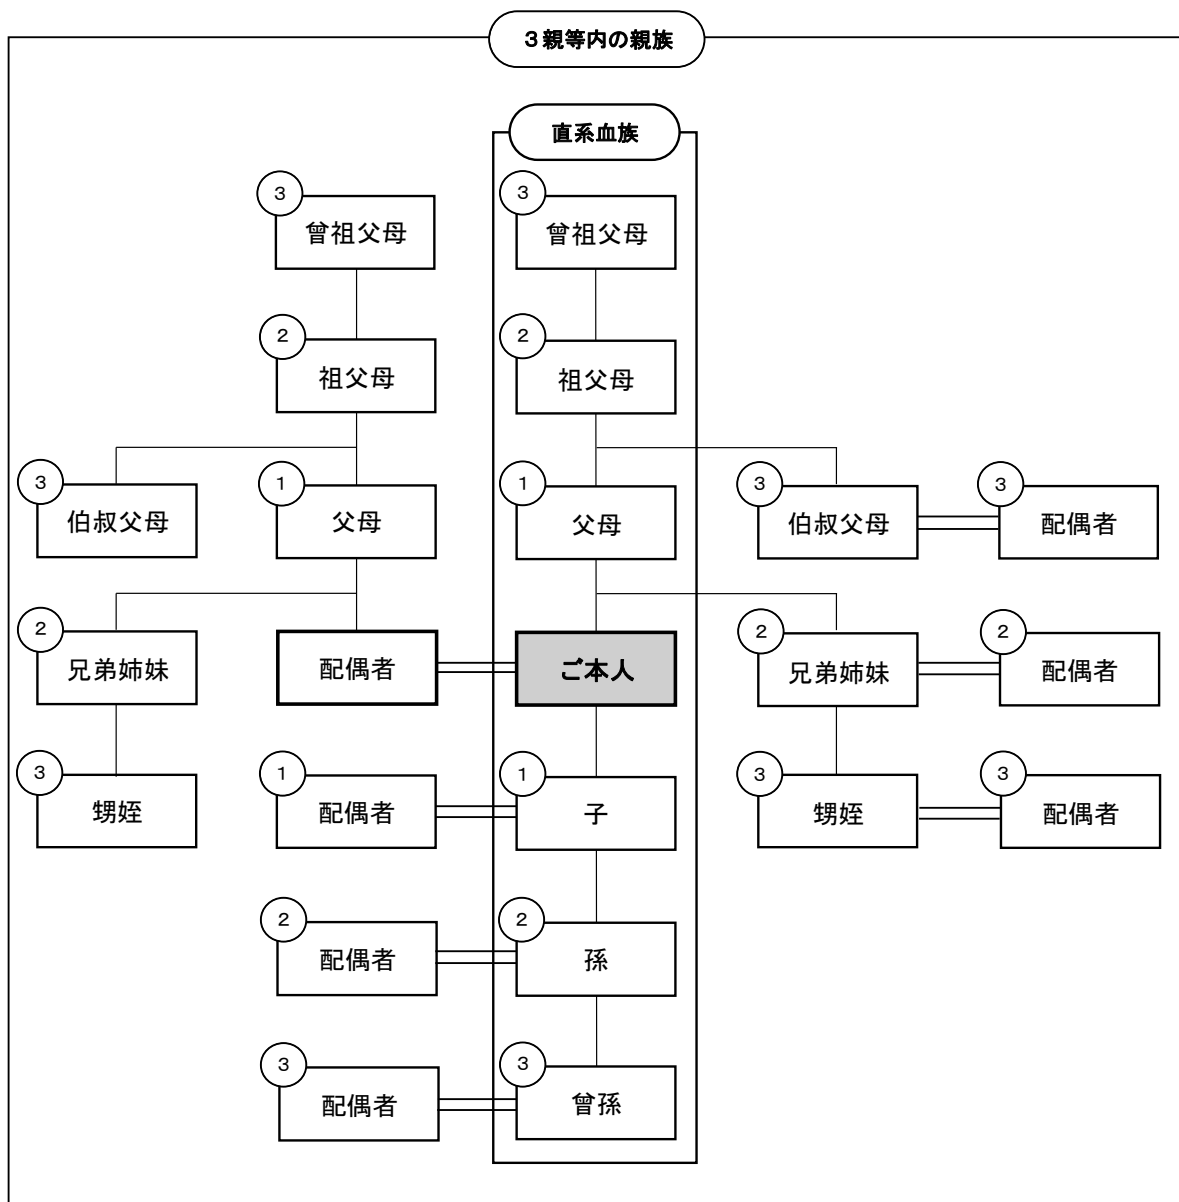 ３親等内の親族
直系血族
3
曾祖父母
3
曾祖父母
2
祖父母
2
祖父母
3
伯叔父母
1
父母
1
父母
3
伯叔父母
3
配偶者
2
兄弟姉妹
配偶者
ご本人
2
兄弟姉妹
2
配偶者
3
甥姪
1
配偶者
1
子
3
甥姪
3
配偶者
2
配偶者
2
孫
3
配偶者
3
曾孫